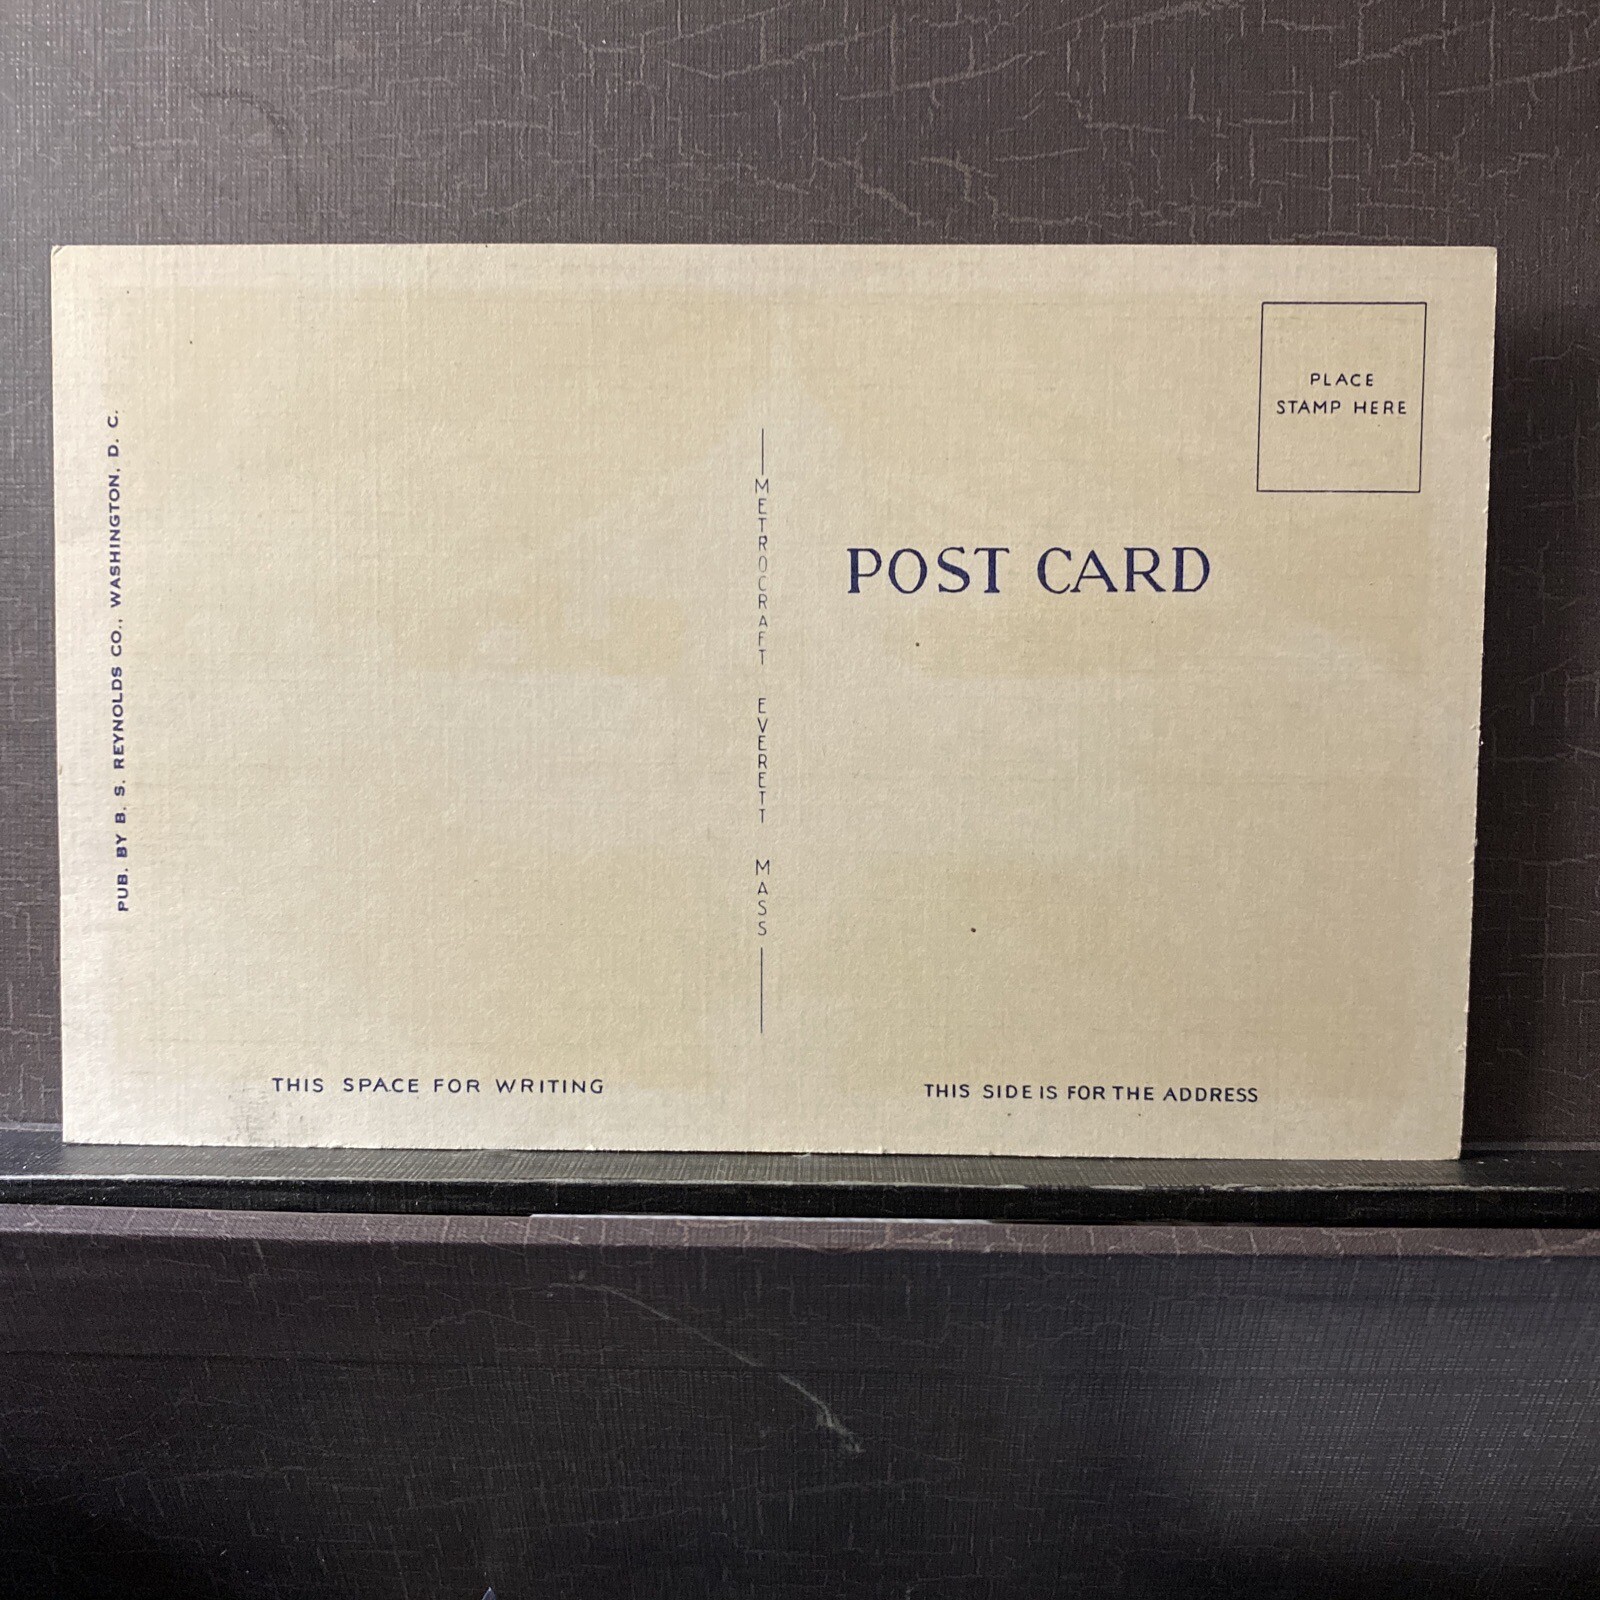 PUB. BY B. S. REYNOLDS CO., WASHINGTON, D. C.
THIS SPACE FOR WRITING
METROCRAFT EVERETT MASS
PLACE
STAMP HERE
POST CARD
THIS SIDE IS FOR THE ADDRESS